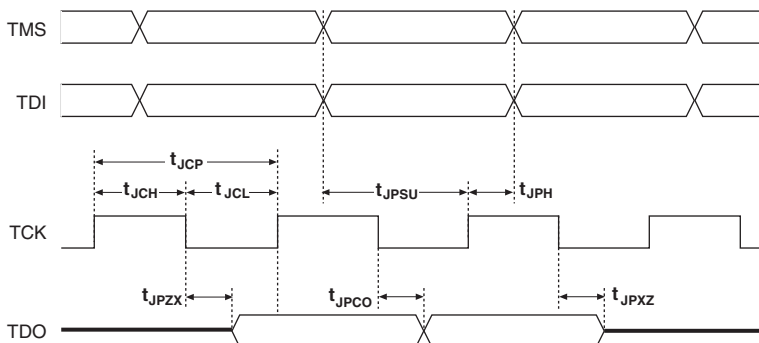 TMS
TDI
tJCP
tJCH tJCL tJPSU tJPH
TCK
tJPZX tJPCO tJPXZ
TDO